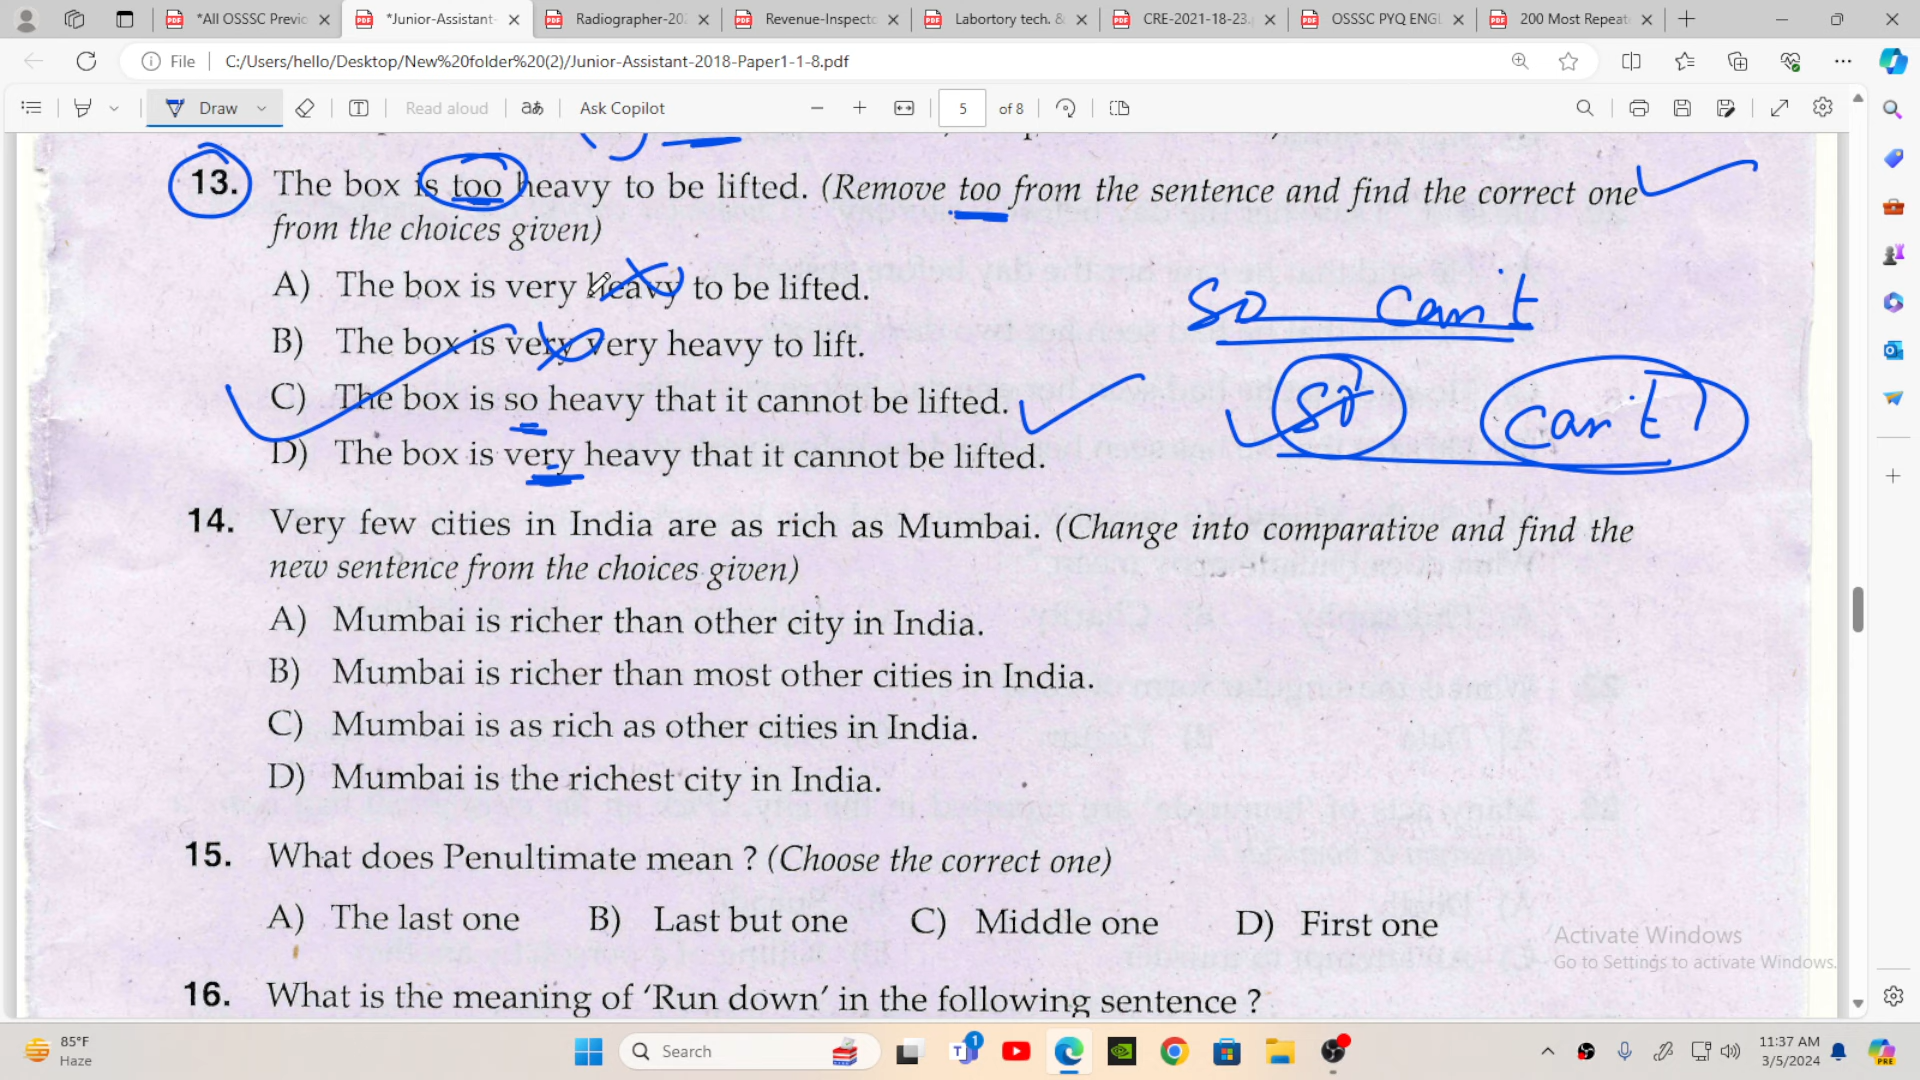 *All OSSSC Previo
*Junior-Assistant-
Radiographer-202
Revenue-Inspecto
Labortory tech. &
CRE-2021-18-23.p
OSSSC PYQ ENGL
200 Most Repeat
File
C:/Users/hello/Desktop/New%20folder%20(2)/Junior-Assistant-2018-Paper1-1-8.pdf
Draw
Read aloud
aあ
Ask Copilot
5 of 8
13. The box is too heavy to be lifted. (Remove too from the sentence and find the correct one
from the choices given)
A) The box is very heavy to be lifted.
B) The box is very very heavy to lift.
C) The box is so heavy that it cannot be lifted.
D) The box is very heavy that it cannot be lifted.
so can't
so can't
14. Very few cities in India are as rich as Mumbai. (Change into comparative and find the
new sentence from the choices given)
A) Mumbai is richer than other city in India.
B) Mumbai is richer than most other cities in India.
C) Mumbai is as rich as other cities in India.
D) Mumbai is the richest city in India.
15. What does Penultimate mean ? (Choose the correct one)
A) The last one B) Last but one C) Middle one D) First one
16. What is the meaning of ‘Run down’ in the following sentence ?
Activate Windows
Go to Settings to activate Windows.
85°F
Haze
Search
1
11:37 AM
3/5/2024
PRE